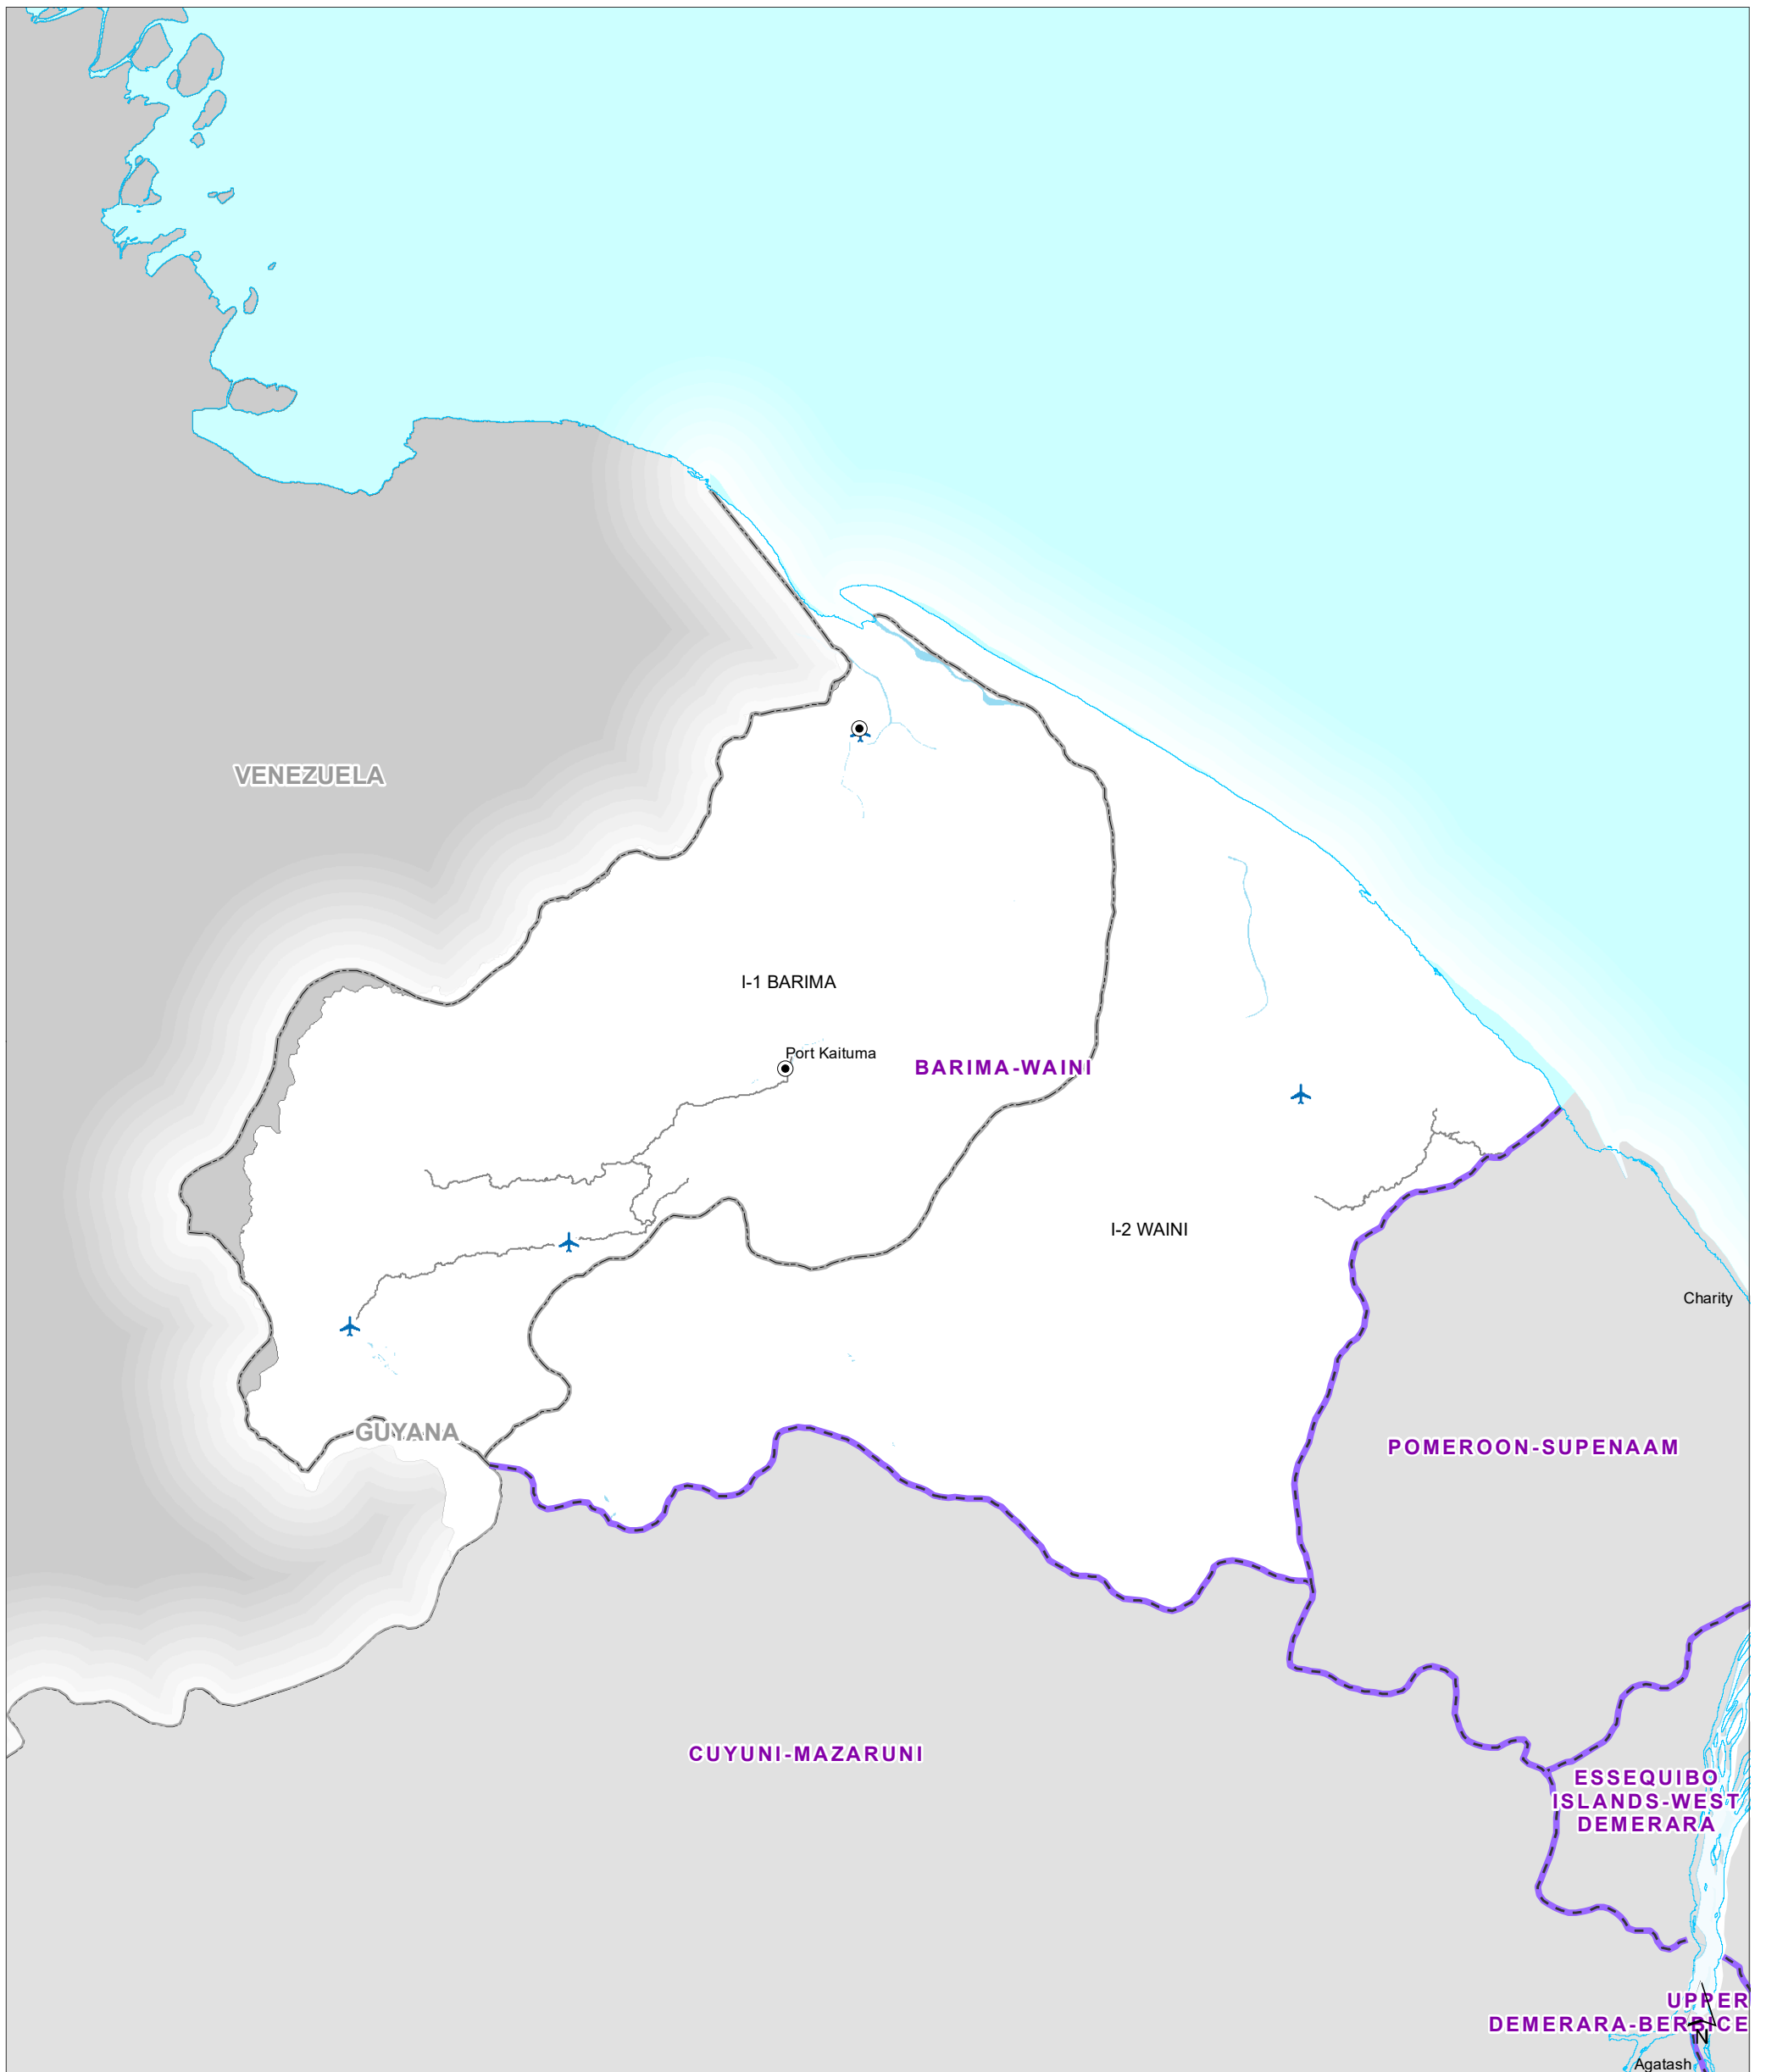 VENEZUELA
I-1 BARIMA
Port Kaituma
BARIMA-WAINI
I-2 WAINI
Charity
GUYANA
POMEROON-SUPENAAM
CUYUNI-MAZARUNI
ESSEQUIBO
ISLANDS-WEST
DEMERARA
UPPER
DEMERARA-BERBICE
N
Agatash